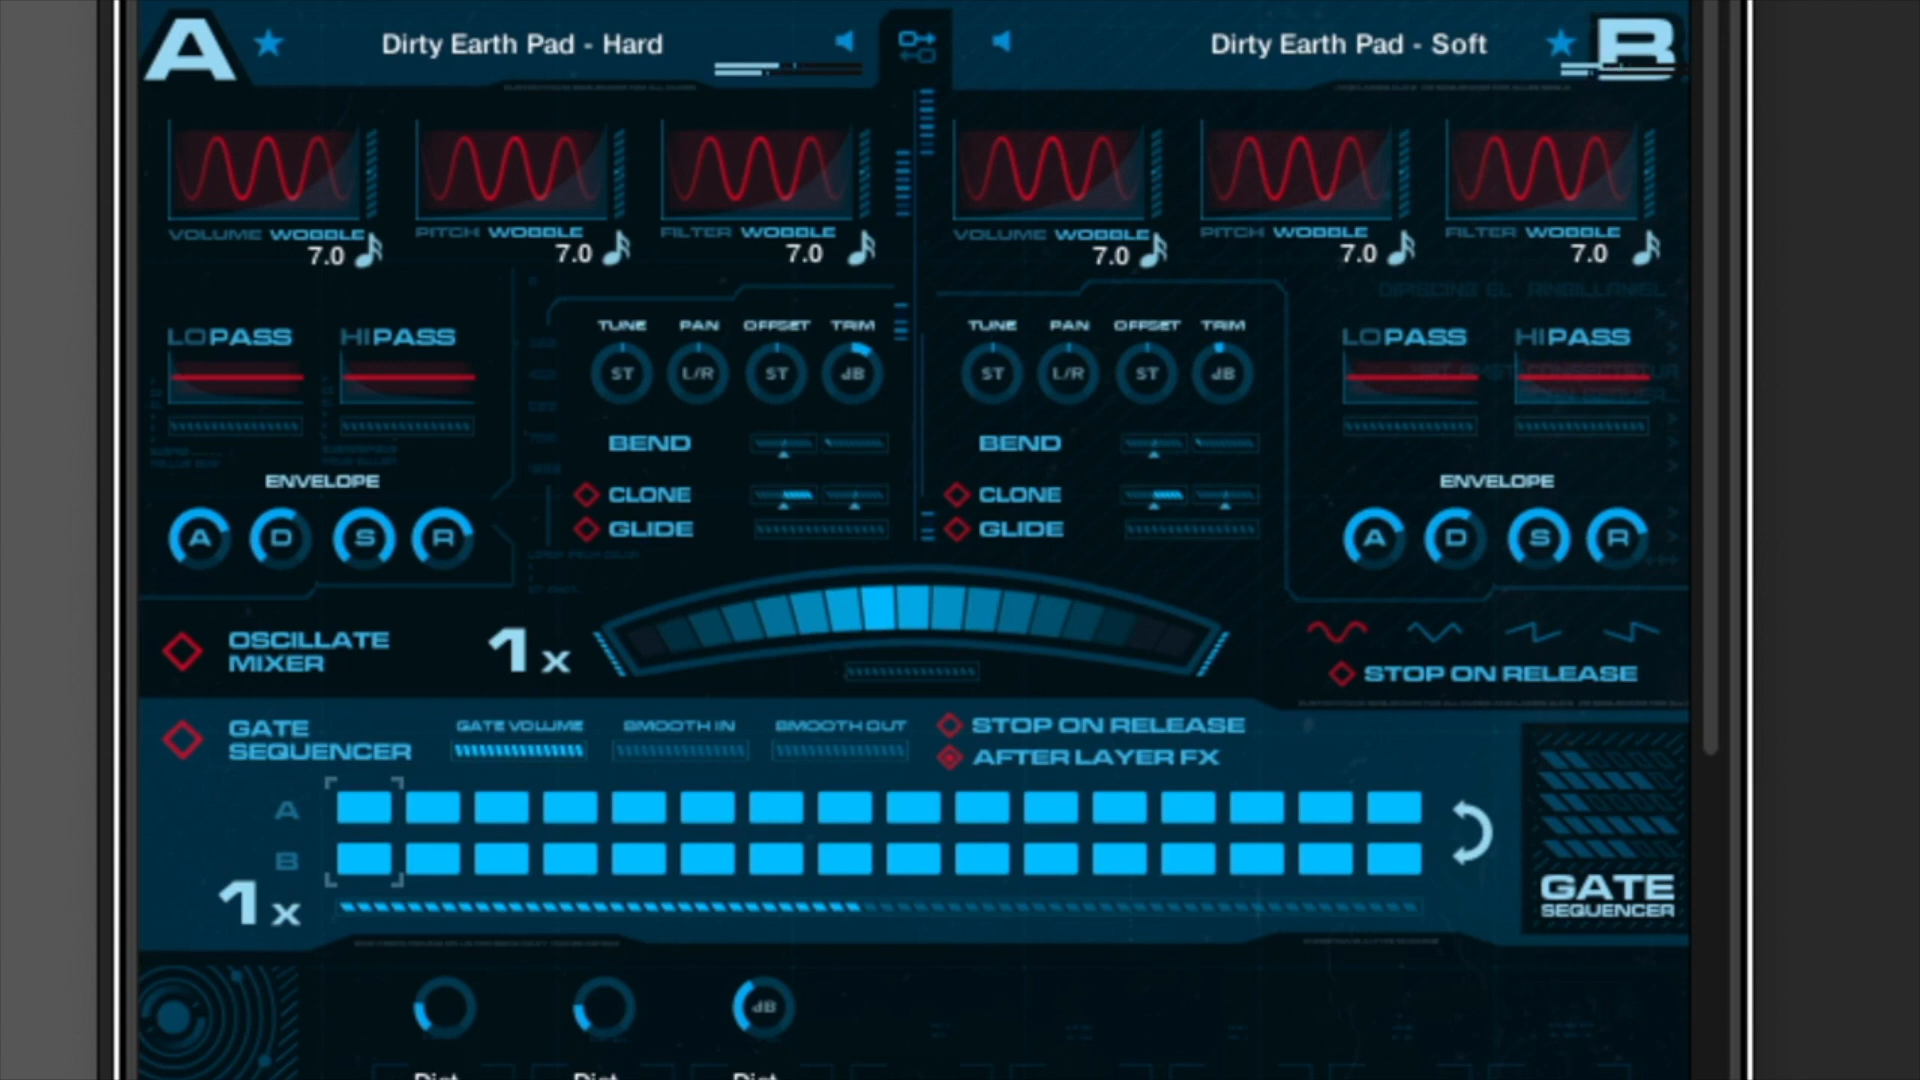 A
Dirty Earth Pad - Hard
Dirty Earth Pad - Soft
B
VOLUME WOBBLE
7.0
PITCH WOBBLE
7.0
FILTER WOBBLE
7.0
VOLUME WOBBLE
7.0
PITCH WOBBLE
7.0
FILTER WOBBLE
7.0
LOPASS
HIPASS
TUNE PAN OFFSET TRIM
ST L/R ST dB
BEND
CLONE
GLIDE
ENVELOPE
A D S R
TUNE PAN OFFSET TRIM
ST L/R ST dB
BEND
CLONE
GLIDE
LOPASS
HIPASS
ENVELOPE
A D S R
OSCILLATE
MIXER
1x
STOP ON RELEASE
GATE
SEQUENCER
GATE VOLUME
SMOOTH IN
SMOOTH OUT
STOP ON RELEASE
AFTER LAYER FX
A
B
1x
GATE
SEQUENCER
dB